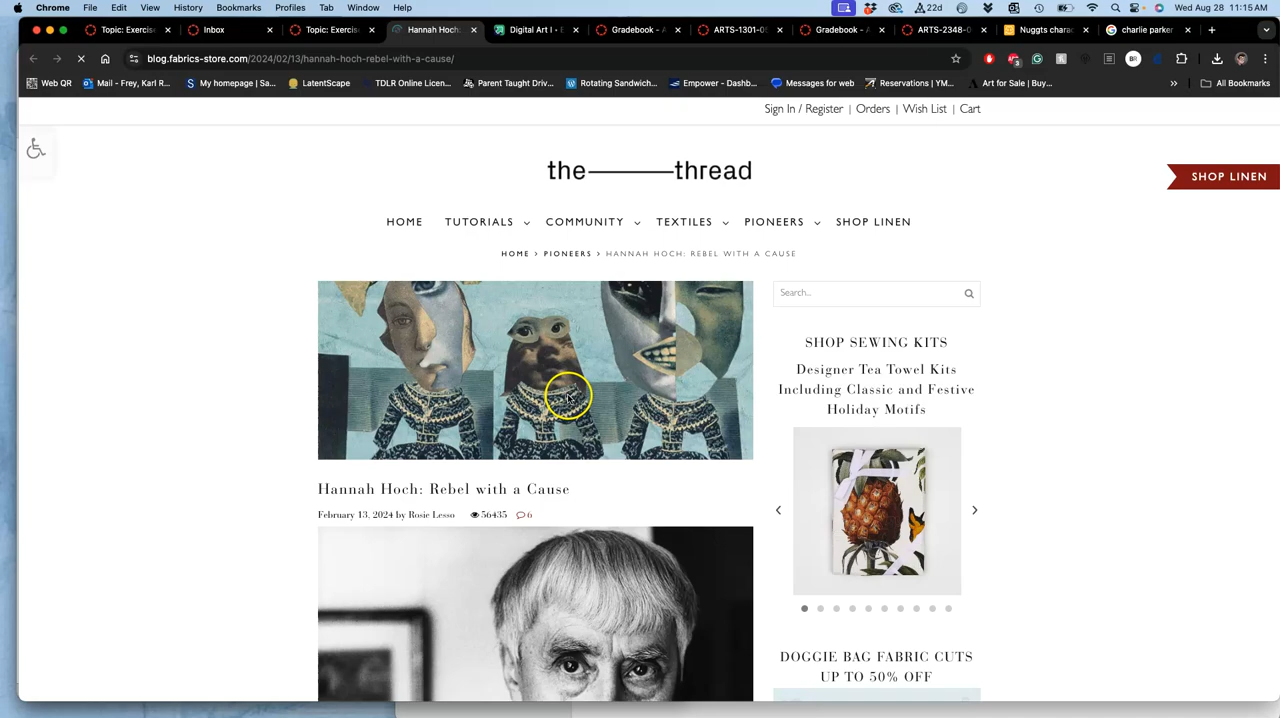 Chrome File Edit View History Bookmarks Profiles Tab Window Help 22d Wed Aug 28 11:15 AM
Topic: Exercise Inbox Topic: Exercise Hannah Hoch: Digital Art I - Gradebook - A ARTS-1301-05 Gradebook - A ARTS-2348-0 Nuggts charac charlie parker
blog.fabrics-store.com/2024/02/13/hannah-hoch-rebel-with-a-cause/
Web QR Mail - Frey, Karl R... My homepage | Sa... LatentScape TDLR Online Licen... Parent Taught Driv... Rotating Sandwich... Empower - Dashb... Messages for web Reservations | YM... Art for Sale | Buy... All Bookmarks
Sign In / Register | Orders | Wish List | Cart
the thread
SHOP LINEN
HOME TUTORIALS COMMUNITY TEXTILES PIONEERS SHOP LINEN
HOME > PIONEERS > HANNAH HOCH: REBEL WITH A CAUSE
Search...
SHOP SEWING KITS
Designer Tea Towel Kits
Including Classic and Festive
Holiday Motifs
Hannah Hoch: Rebel with a Cause
February 13, 2024 by Rosie Lesso 56435 6
DOGGIE BAG FABRIC CUTS
UP TO 50% OFF